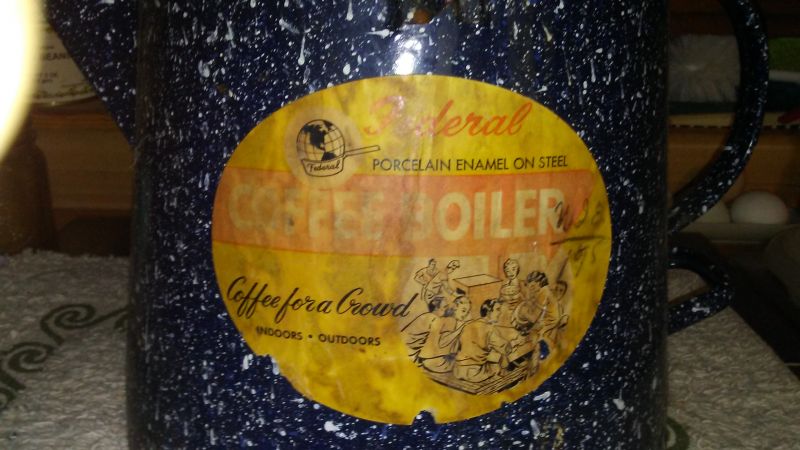 Federal
Federal
PORCELAIN ENAMEL ON STEEL
COFFEE BOILER
Coffee for a Crowd
INDOORS • OUTDOORS